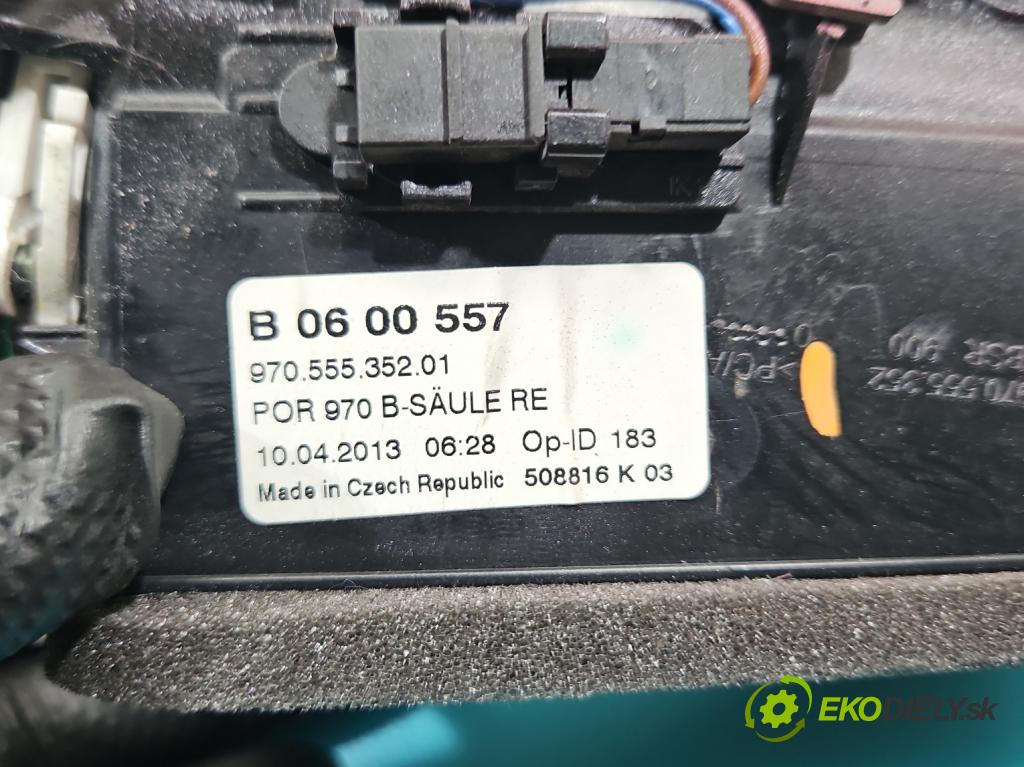 B 06 00 557
970.555.352.01
POR 970 B-SÄULE RE
10.04.2013 06:28 Op-ID 183
Made in Czech Republic 508816 K 03
EKODIELY.sk